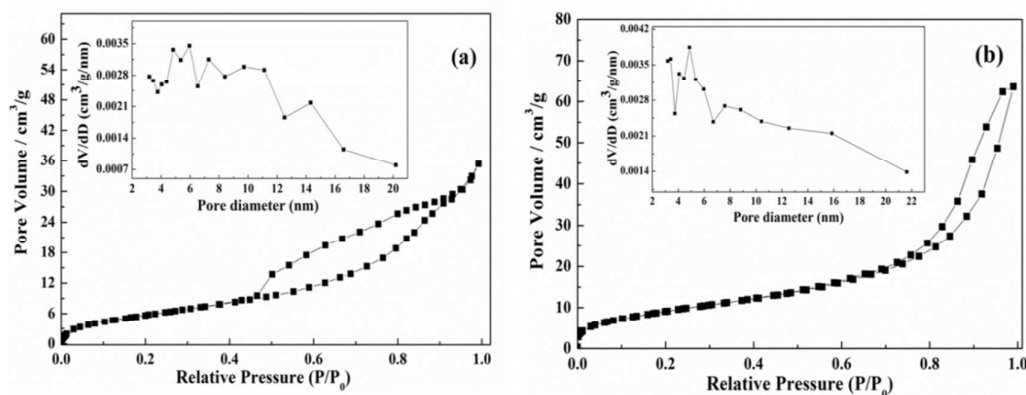 (a)
Pore Volume / cm³/g
60
54
48
42
36
30
24
18
12
6
0
0.0 0.2 0.4 0.6 0.8 1.0
Relative Pressure (P/P₀)
dV/dD (cm³/g/nm)
0.0035
0.0028
0.0021
0.0014
0.0007
2 4 6 8 10 12 14 16 18 20
Pore diameter (nm)
(b)
Pore Volume / cm³/g
80
70
60
50
40
30
20
10
0
0.0 0.2 0.4 0.6 0.8 1.0
Relative Pressure (P/P₀)
dV/dD (cm³/g/nm)
0.0042
0.0035
0.0028
0.0021
0.0014
2 4 6 8 10 12 14 16 18 20 22
Pore diameter (nm)